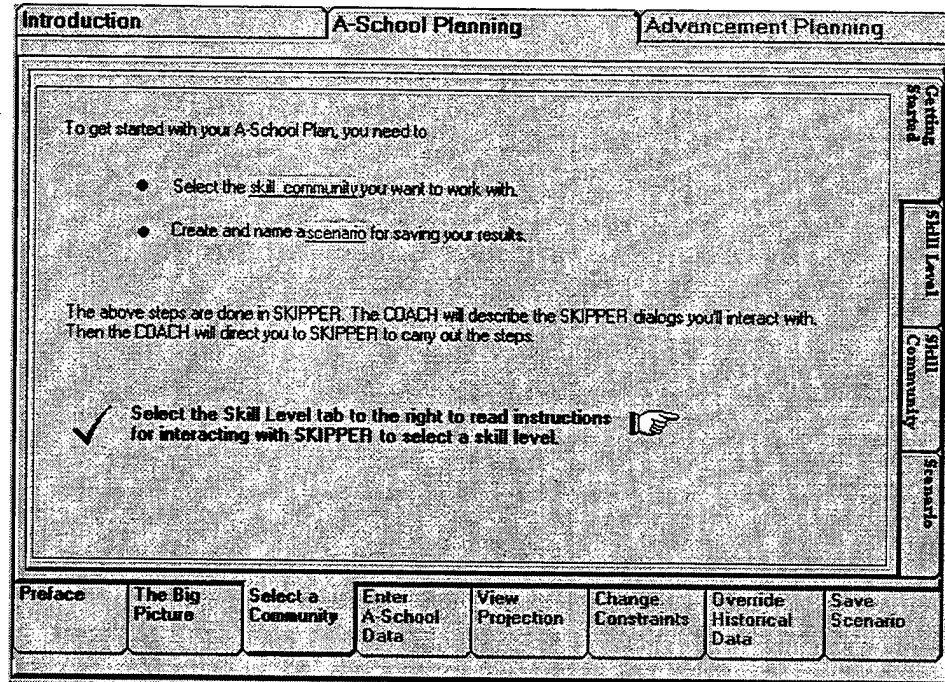 Introduction
A-School Planning
Advancement Planning
To get started with your A-School Plan, you need to
● Select the skill community you want to work with.
● Create and name a scenario for saving your results.
The above steps are done in SKIPPER. The COACH will describe the SKIPPER dialogs you'll interact with.
Then the COACH will direct you to SKIPPER to carry out the steps.
Select the Skill Level tab to the right to read instructions
for interacting with SKIPPER to select a skill level.
Getting
Started
Skill Level
Skill
Community
Scenario
Preface
The Big
Picture
Select a
Community
Enter
A-School
Data
View
Projection
Change
Constraints
Override
Historical
Data
Save
Scenario